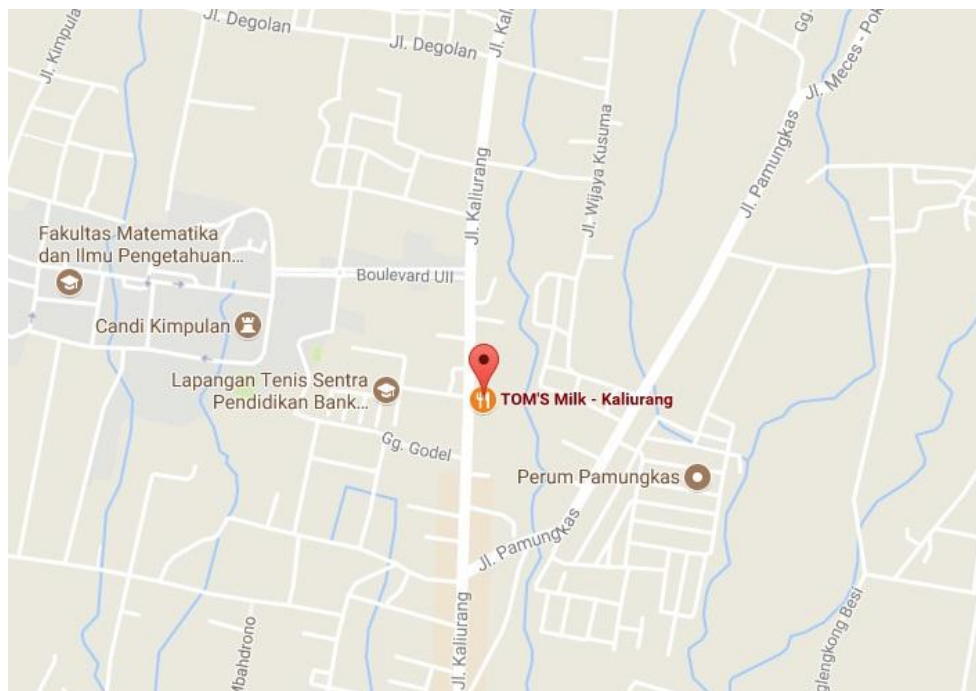 Jl. Kimpula
Jl. Degolan
Jl. Degolan
Jl. Kal
Gg.
Jl. Meces - Pok
Jl. Wijaya Kusuma
Jl. Pamungkas
Jl. Kaliurang
Fakultas Matematika
dan Ilmu Pengetahuan...
Boulevard UII
Candi Kimpulan
Lapangan Tenis Sentra
Pendidikan Bank...
TOM'S Milk - Kaliurang
Gg. Godel
Perum Pamungkas
Jl. Pamungkas
Jl. Kaliurang
Mbahdrono
glengkong Besi